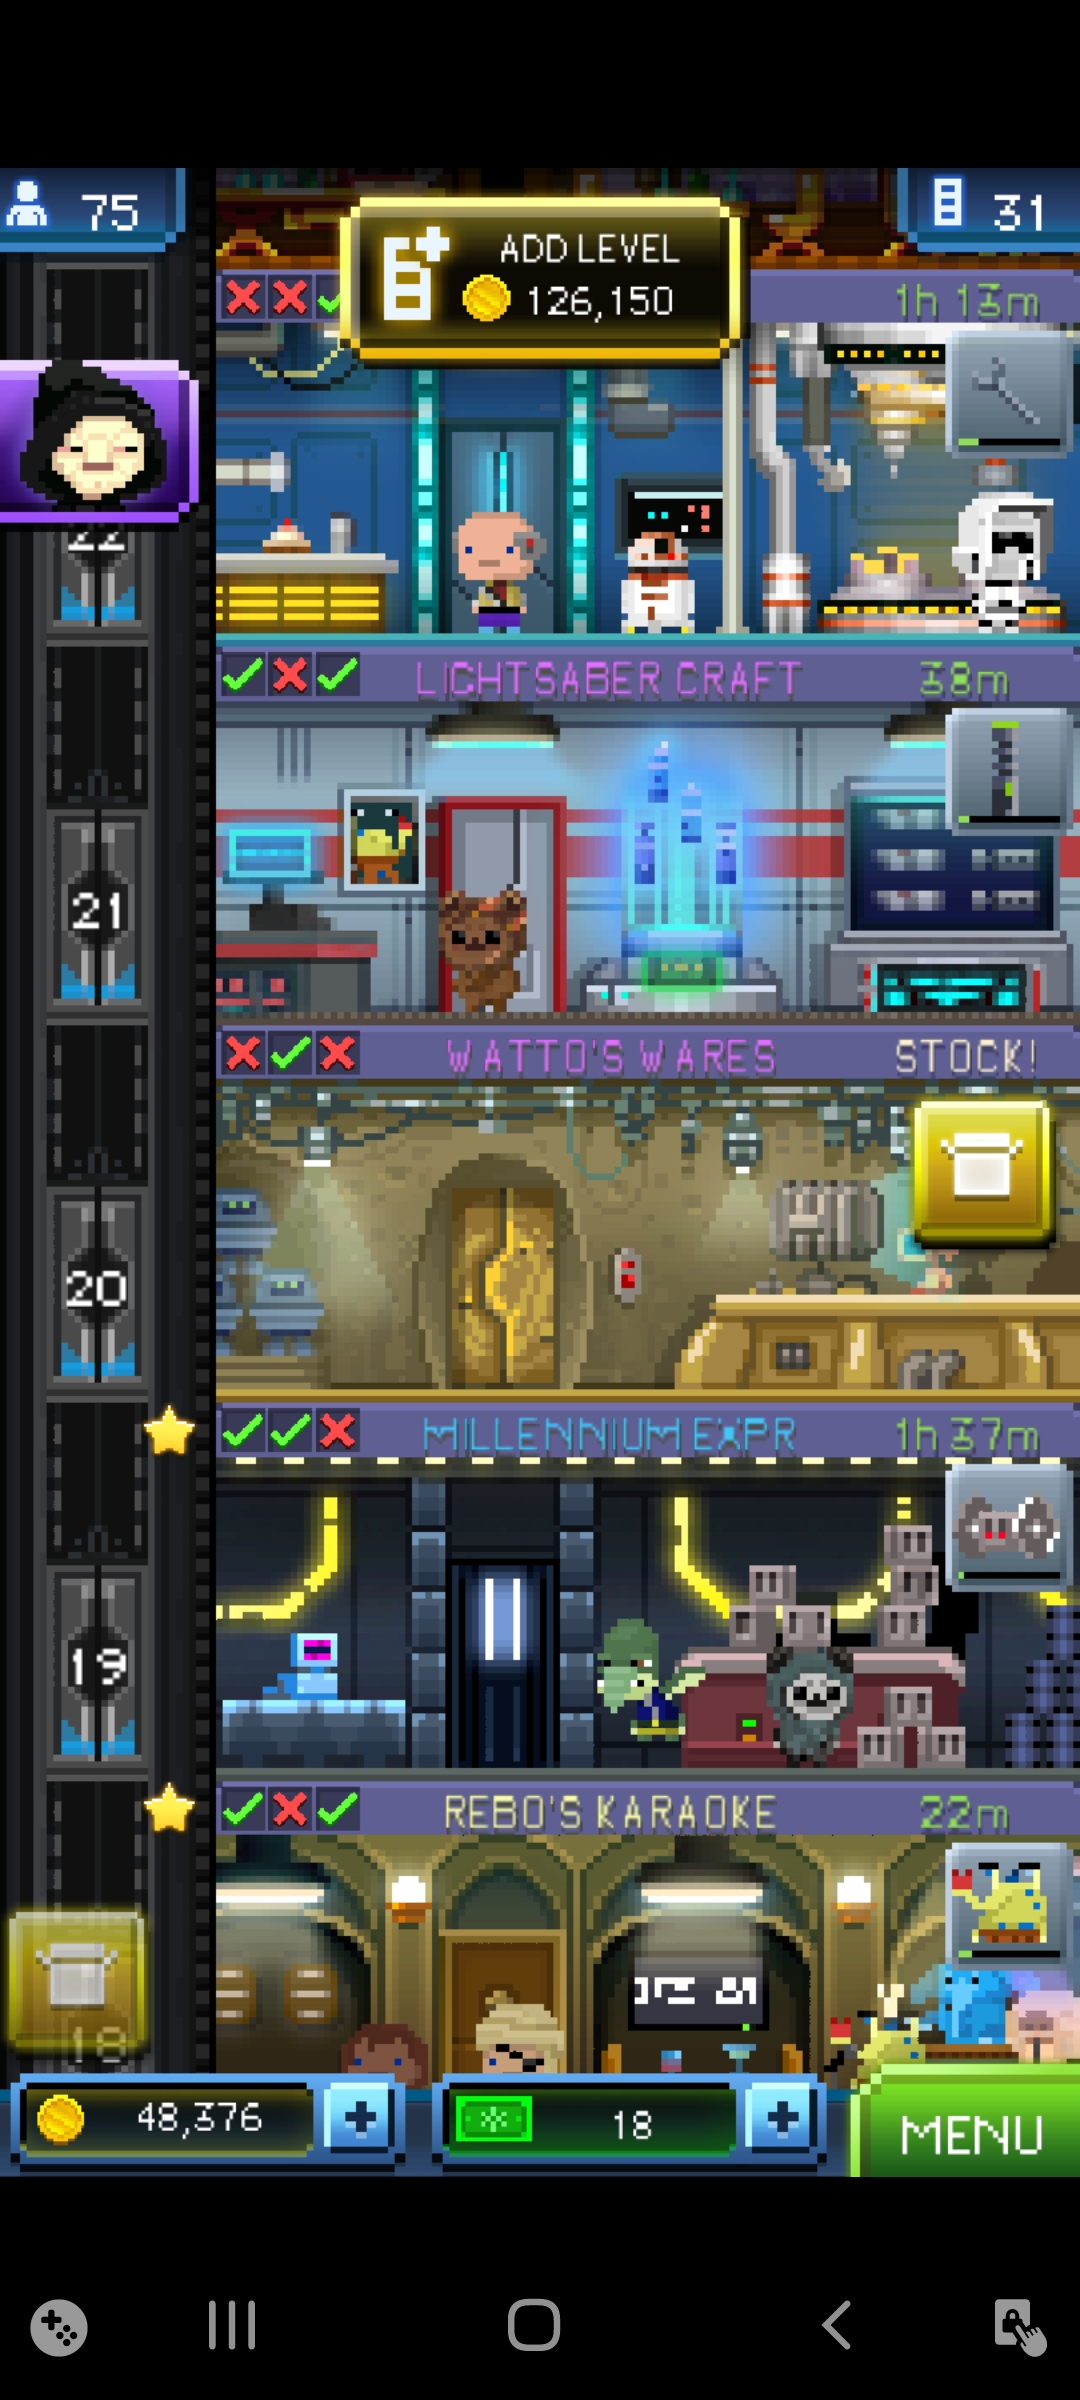 75
ADD LEVEL
126,150
31
1h 13m
22
LIGHTSABER CRAFT
38m
21
WATTO'S WARES
STOCK!
20
MILLENNIUM EXPR
1h 37m
19
REBO'S KARAOKE
22m
18
48,376
18
MENU